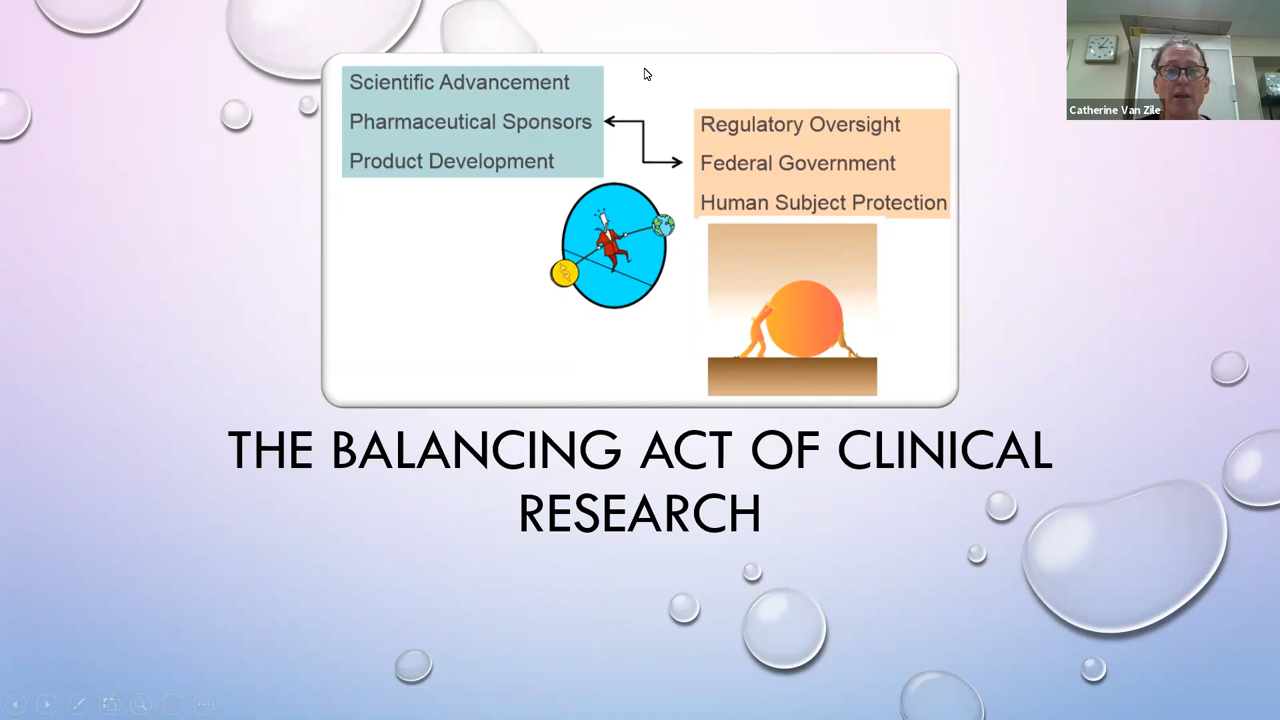 Scientific Advancement
Pharmaceutical Sponsors
Product Development
Regulatory Oversight
Federal Government
Human Subject Protection
Catherine Van Zile
THE BALANCING ACT OF CLINICAL
RESEARCH